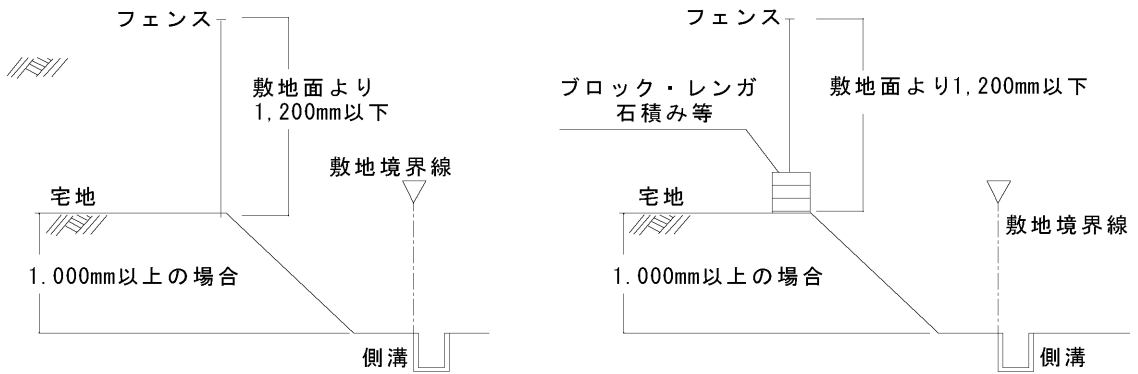 フェンス
敷地面より
1,200mm以下
敷地境界線
宅地
1.000mm以上の場合
側溝
フェンス
ブロック・レンガ
石積み等
敷地面より1,200mm以下
宅地
敷地境界線
1.000mm以上の場合
側溝